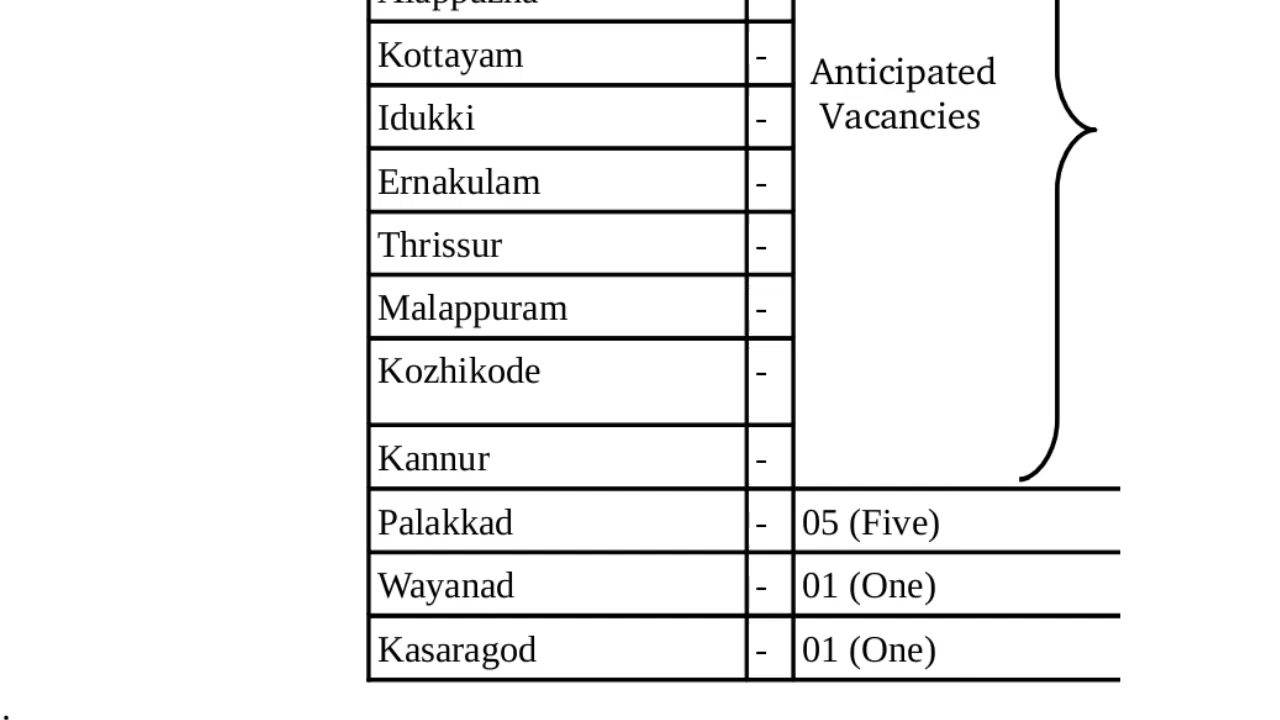 Kottayam -
Anticipated
Vacancies
Idukki -
Ernakulam -
Thrissur -
Malappuram -
Kozhikode -
Kannur -
Palakkad - 05 (Five)
Wayanad - 01 (One)
Kasaragod - 01 (One)
.